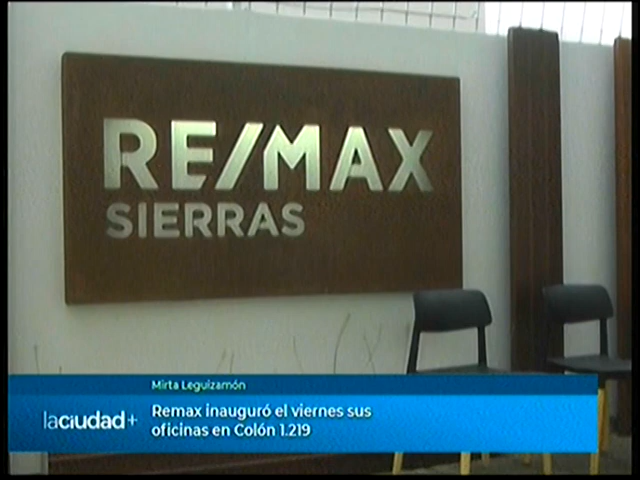 RE/MAX
SIERRAS
Mirta Leguizamón
laciudad+
Remax inauguró el viernes sus
oficinas en Colón 1.219